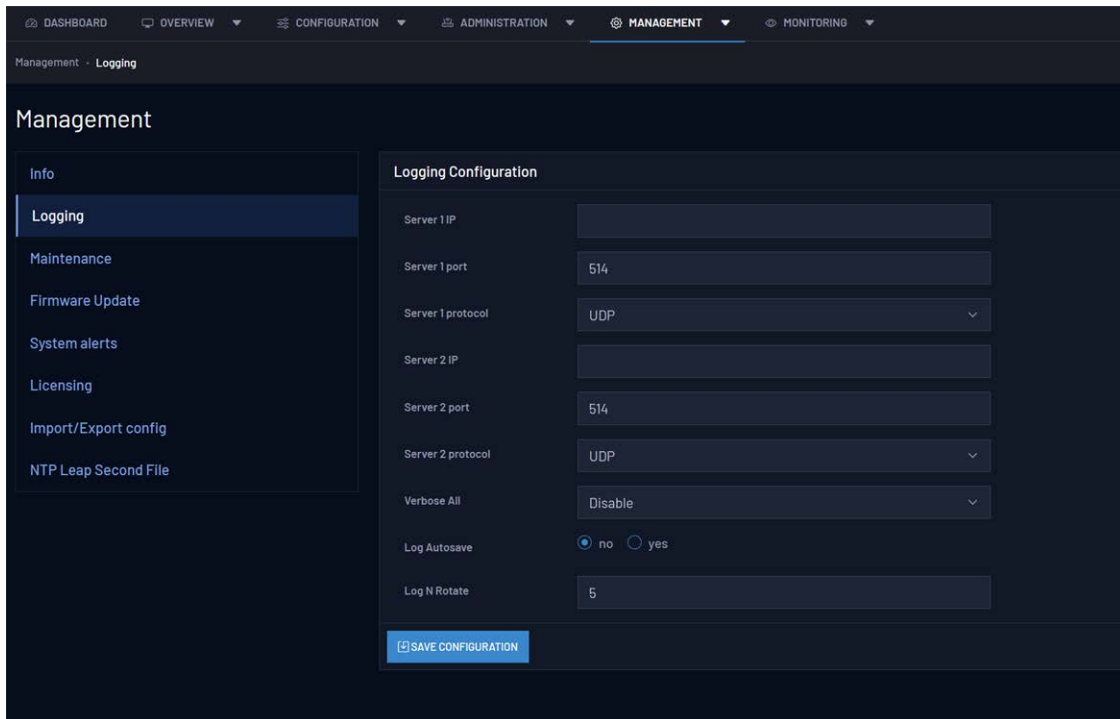 DASHBOARD OVERVIEW CONFIGURATION ADMINISTRATION MANAGEMENT MONITORING
Management · Logging
Management
Info
Logging
Maintenance
Firmware Update
System alerts
Licensing
Import/Export config
NTP Leap Second File
Logging Configuration
Server 1 IP
Server 1 port 514
Server 1 protocol UDP
Server 2 IP
Server 2 port 514
Server 2 protocol UDP
Verbose All Disable
Log Autosave no yes
Log N Rotate 5
SAVE CONFIGURATION